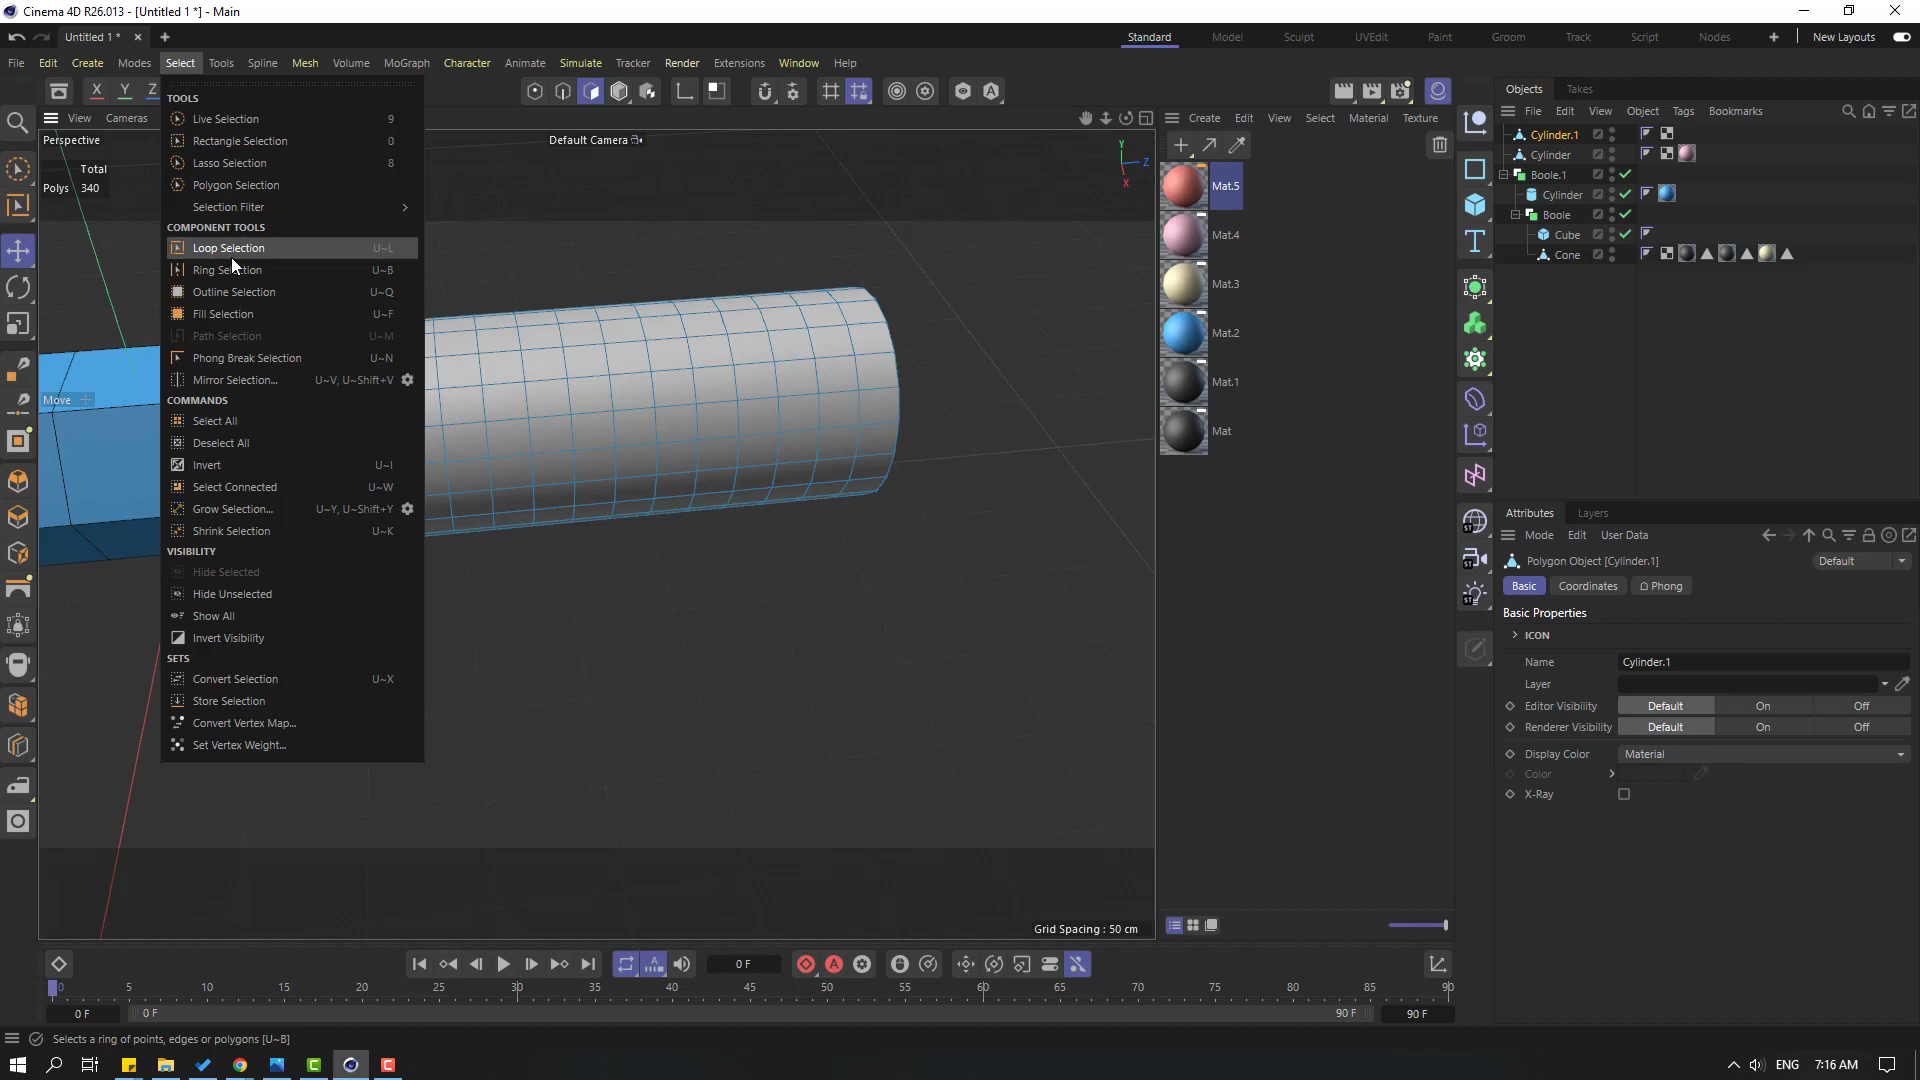 Cinema 4D R26.013 - [Untitled 1 *] - Main
Untitled 1 *
Standard Model Sculpt UVEdit Paint Groom Track Script Nodes New Layouts
File Edit Create Modes Select Tools Spline Mesh Volume MoGraph Character Animate Simulate Tracker Render Extensions Window Help
X Y Z
View Cameras
Perspective
Default Camera
Total
Polys 340
Move
Y
Z
X
Grid Spacing : 50 cm
TOOLS
Live Selection 9
Rectangle Selection 0
Lasso Selection 8
Polygon Selection
Selection Filter
COMPONENT TOOLS
Loop Selection U~L
Ring Selection U~B
Outline Selection U~Q
Fill Selection U~F
Path Selection U~M
Phong Break Selection U~N
Mirror Selection... U~V, U~Shift+V
COMMANDS
Select All
Deselect All
Invert U~I
Select Connected U~W
Grow Selection... U~Y, U~Shift+Y
Shrink Selection U~K
VISIBILITY
Hide Selected
Hide Unselected
Show All
Invert Visibility
SETS
Convert Selection U~X
Store Selection
Convert Vertex Map...
Set Vertex Weight...
Create Edit View Select Material Texture
Mat.5
Mat.4
Mat.3
Mat.2
Mat.1
Mat
Objects Takes
File Edit View Object Tags Bookmarks
Cylinder.1
Cylinder
Boole.1
Cylinder
Boole
Cube
Cone
Attributes Layers
Mode Edit User Data
Polygon Object [Cylinder.1] Default
Basic Coordinates Phong
Basic Properties
ICON
Name Cylinder.1
Layer
Editor Visibility Default On Off
Renderer Visibility Default On Off
Display Color Material
Color
X-Ray
0 F
0 5 10 15 20 25 30 35 40 45 50 55 60 65 70 75 80 85 90
0 F 0 F 90 F 90 F
Selects a ring of points, edges or polygons [U~B]
ENG 7:16 AM